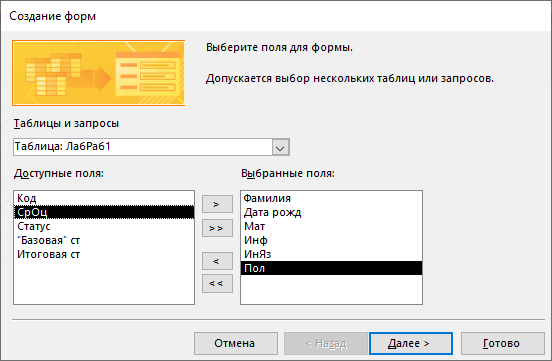 Создание форм
Выберите поля для формы.
Допускается выбор нескольких таблиц или запросов.
Таблицы и запросы
Таблица: ЛабРаб1
Доступные поля:
Код
СрОц
Статус
"Базовая" ст
Итоговая ст
>
>>
<
<<
Выбранные поля:
Фамилия
Дата рожд
Мат
Инф
ИнЯз
Пол
Отмена
< Назад
Далее >
Готово